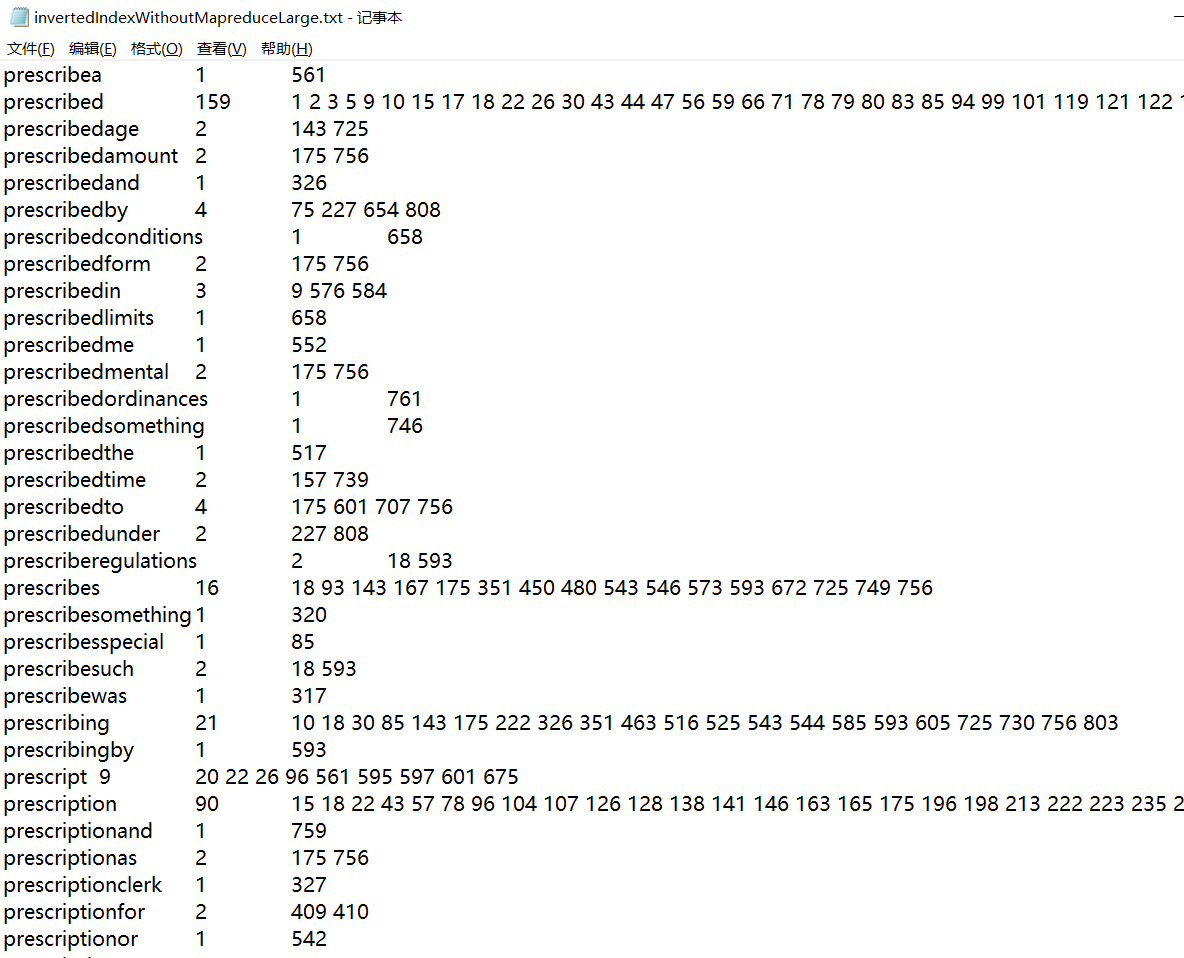 invertedIndexWithoutMapreduceLarge.txt - 记事本
文件(F) 编辑(E) 格式(O) 查看(V) 帮助(H)
prescribea 1 561
prescribed 159 1 2 3 5 9 10 15 17 18 22 26 30 43 44 47 56 59 66 71 78 79 80 83 85 94 99 101 119 121 122
prescribedage 2 143 725
prescribedamount 2 175 756
prescribedand 1 326
prescribedby 4 75 227 654 808
prescribedconditions 1 658
prescribedform 2 175 756
prescribedin 3 9 576 584
prescribedlimits 1 658
prescribedme 1 552
prescribedmental 2 175 756
prescribedordinances 1 761
prescribedsomething 1 746
prescribedthe 1 517
prescribedtime 2 157 739
prescribedto 4 175 601 707 756
prescribedunder 2 227 808
prescriberegulations 2 18 593
prescribes 16 18 93 143 167 175 351 450 480 543 546 573 593 672 725 749 756
prescribesomething 1 320
prescribesspecial 1 85
prescribesuch 2 18 593
prescribewas 1 317
prescribing 21 10 18 30 85 143 175 222 326 351 463 516 525 543 544 585 593 605 725 730 756 803
prescribingby 1 593
prescript 9 20 22 26 96 561 595 597 601 675
prescription 90 15 18 22 43 57 78 96 104 107 126 128 138 141 146 163 165 175 196 198 213 222 223 235
prescriptionand 1 759
prescriptionas 2 175 756
prescriptionclerk 1 327
prescriptionfor 2 409 410
prescriptionor 1 542